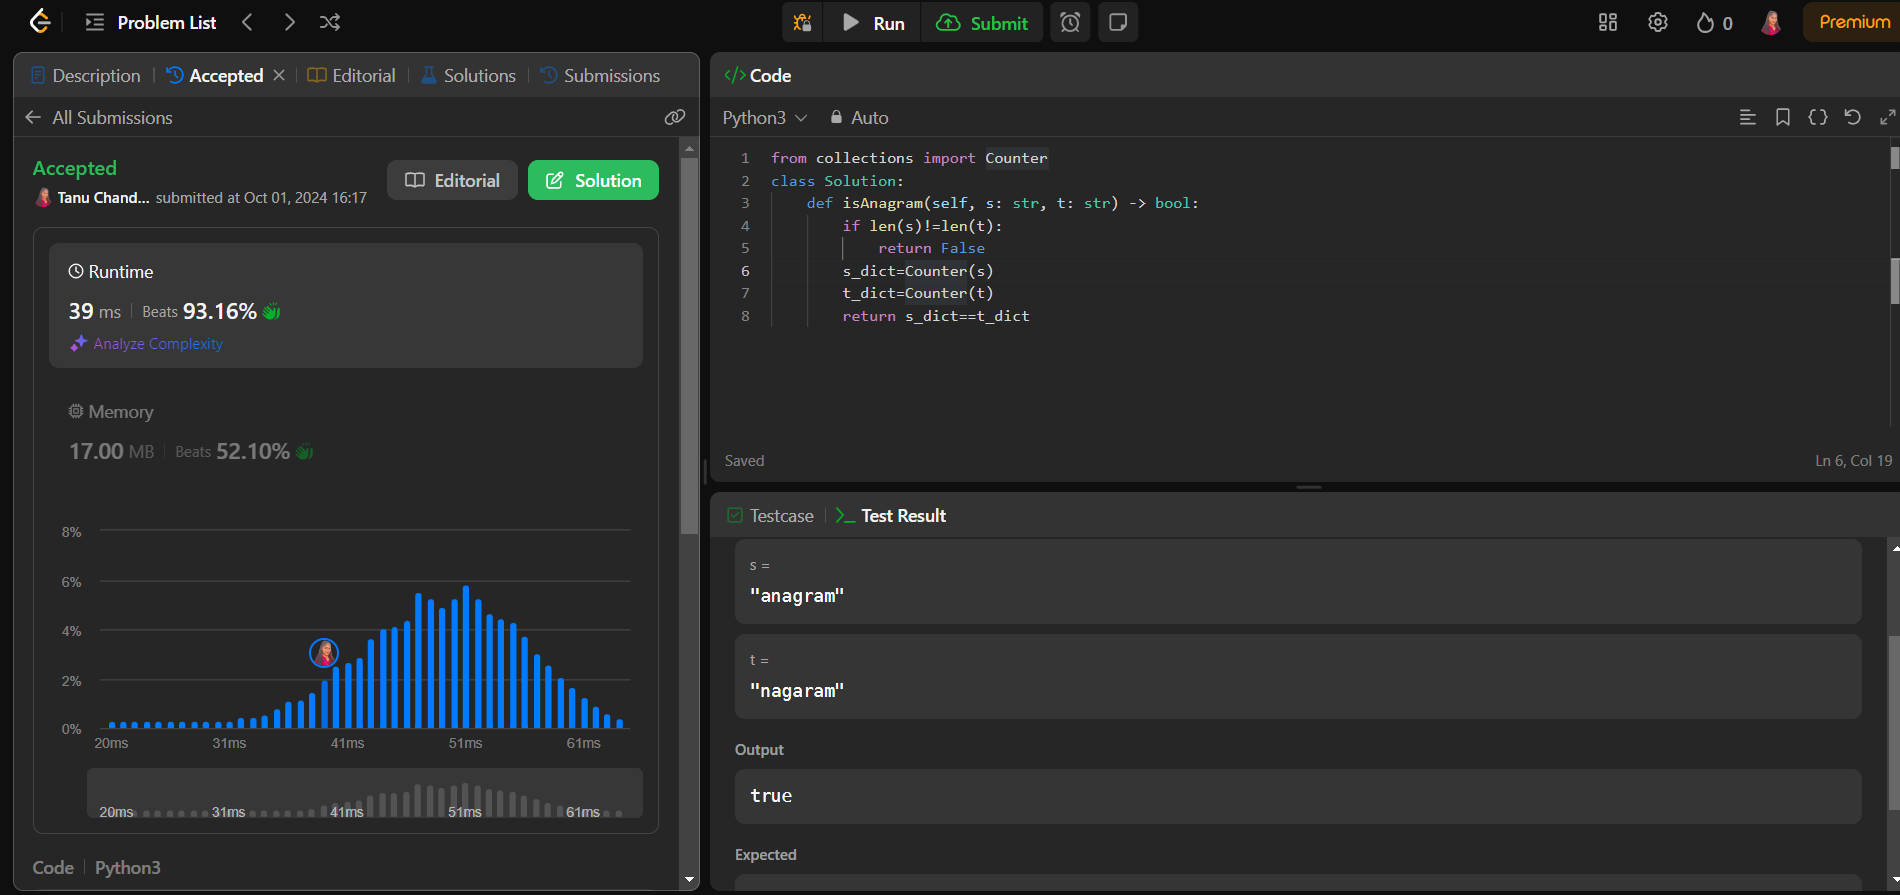 Problem List
Run
Submit
0
Premium
Description
Accepted
Editorial
Solutions
Submissions
All Submissions
Accepted
Tanu Chand... submitted at Oct 01, 2024 16:17
Editorial
Solution
Runtime
39 ms Beats 93.16%
Analyze Complexity
Memory
17.00 MB Beats 52.10%
8%
6%
4%
2%
0%
20ms 31ms 41ms 51ms 61ms
20ms 31ms 41ms 51ms 61ms
Code Python3
</> Code
Python3 Auto
1 from collections import Counter
2 class Solution:
3 def isAnagram(self, s: str, t: str) -> bool:
4 if len(s)!=len(t):
5 return False
6 s_dict=Counter(s)
7 t_dict=Counter(t)
8 return s_dict==t_dict
Saved
Ln 6, Col 19
Testcase
Test Result
s =
"anagram"
t =
"nagaram"
Output
true
Expected